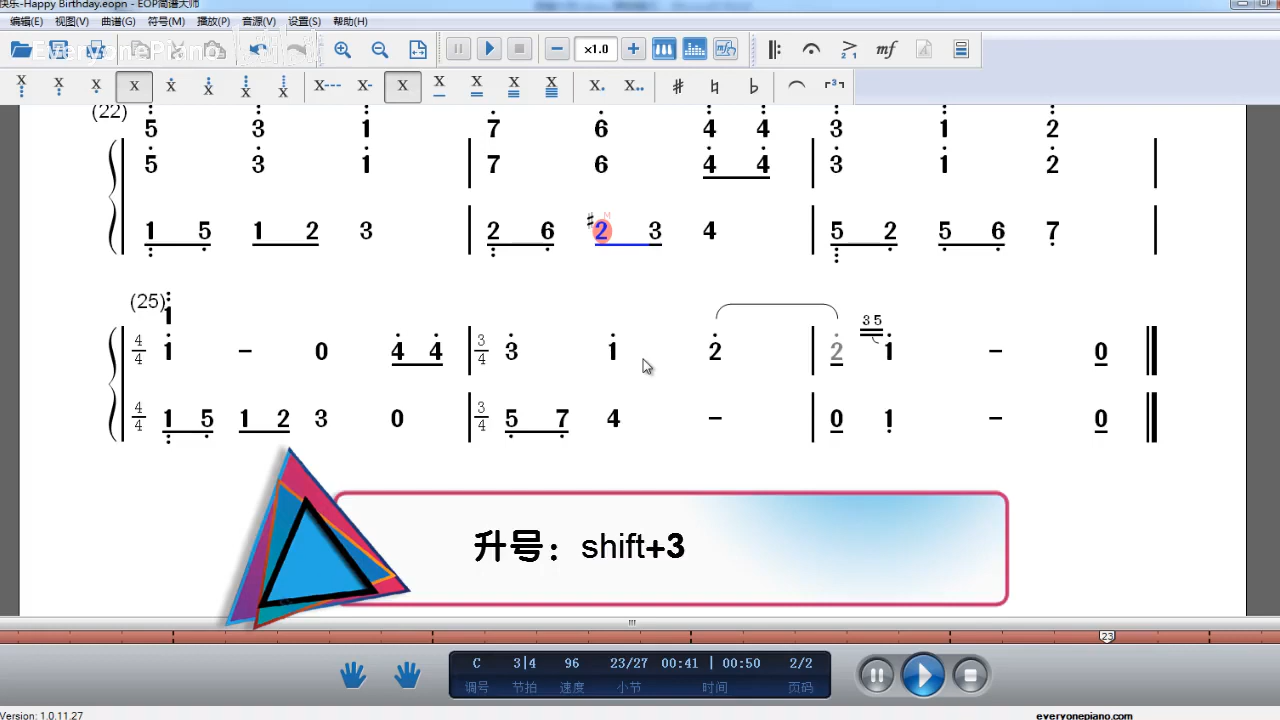 快乐-Happy Birthday.eopn - EOP简谱大师
编辑(E) 视图(V) 曲谱(G) 符号(M) 播放(P) 音源(V) 设置(S) 帮助(H)
EveryonePiano
×1.0 mf
X X X X X X X X X--- X- X X X X X X. X.. ♯ ♮ ♭
(22) 5 3 1 7 6 4 4 3 1 2
5 3 1 7 6 4 4 3 1 2
1 5 1 2 3 2 6 ♯2 3 4 5 2 5 6 7
(25) 1
4/4 1 – 0 4 4 3/4 3 1 2 2 3 5 1 – 0
4/4 1 5 1 2 3 0 3/4 5 7 4 – 0 1 – 0
升号：shift+3
23
C 3|4 96 23/27 00:41 | 00:50 2/2
调号 节拍 速度 小节 时间 页码
Version: 1.0.11.27
everyonepiano.com